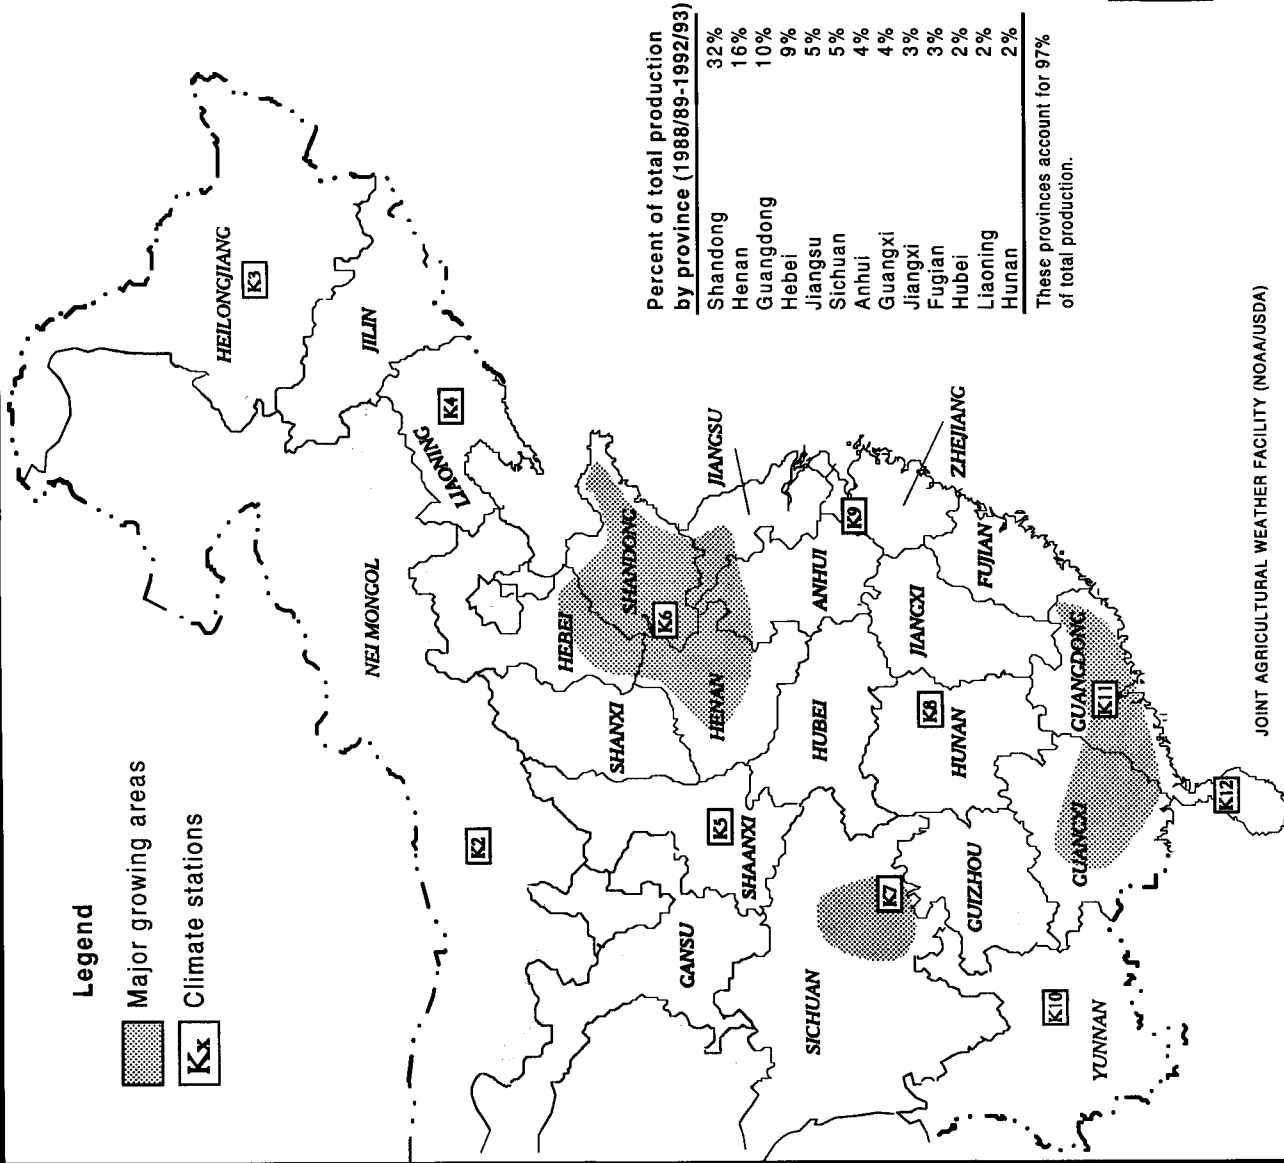 Legend
Major growing areas
Kx Climate stations
HEILONGJIANG
K3
JILIN
K4
LIAONING
NEI MONGOL
K2
HEBEI
SHANDONG
K6
SHANXI
HENAN
JIANGSU
K5
SHAANXI
GANSU
ANHUI
K9
ZHEJIANG
HUBEI
SICHUAN
K7
JIANGXI
FUJIAN
K8
HUNAN
GUIZHOU
K10
YUNNAN
GUANGXI
GUANGDONG
K11
K12
Percent of total production
by province (1988/89-1992/93)
Shandong 32%
Henan 16%
Guangdong 10%
Hebei 9%
Jiangsu 5%
Sichuan 5%
Anhui 4%
Guangxi 4%
Jiangxi 3%
Fugian 3%
Hubei 2%
Liaoning 2%
Hunan 2%
These provinces account for 97%
of total production.
JOINT AGRICULTURAL WEATHER FACILITY (NOAA/USDA)